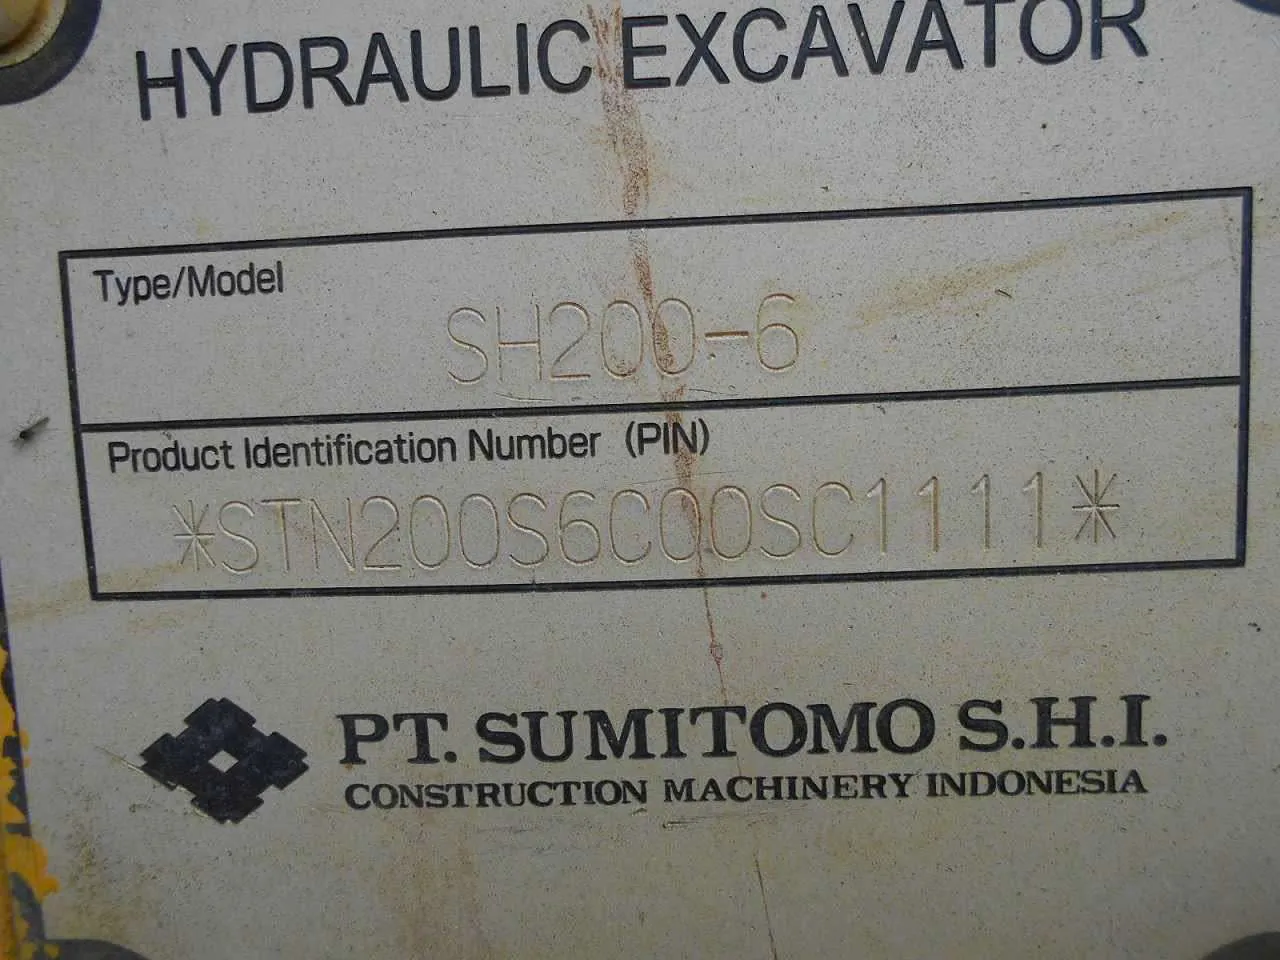 HYDRAULIC EXCAVATOR
Type/Model
SH200-6
Product Identification Number (PIN)
*STN200S6C00SC1111*
PT. SUMITOMO S.H.I.
CONSTRUCTION MACHINERY INDONESIA